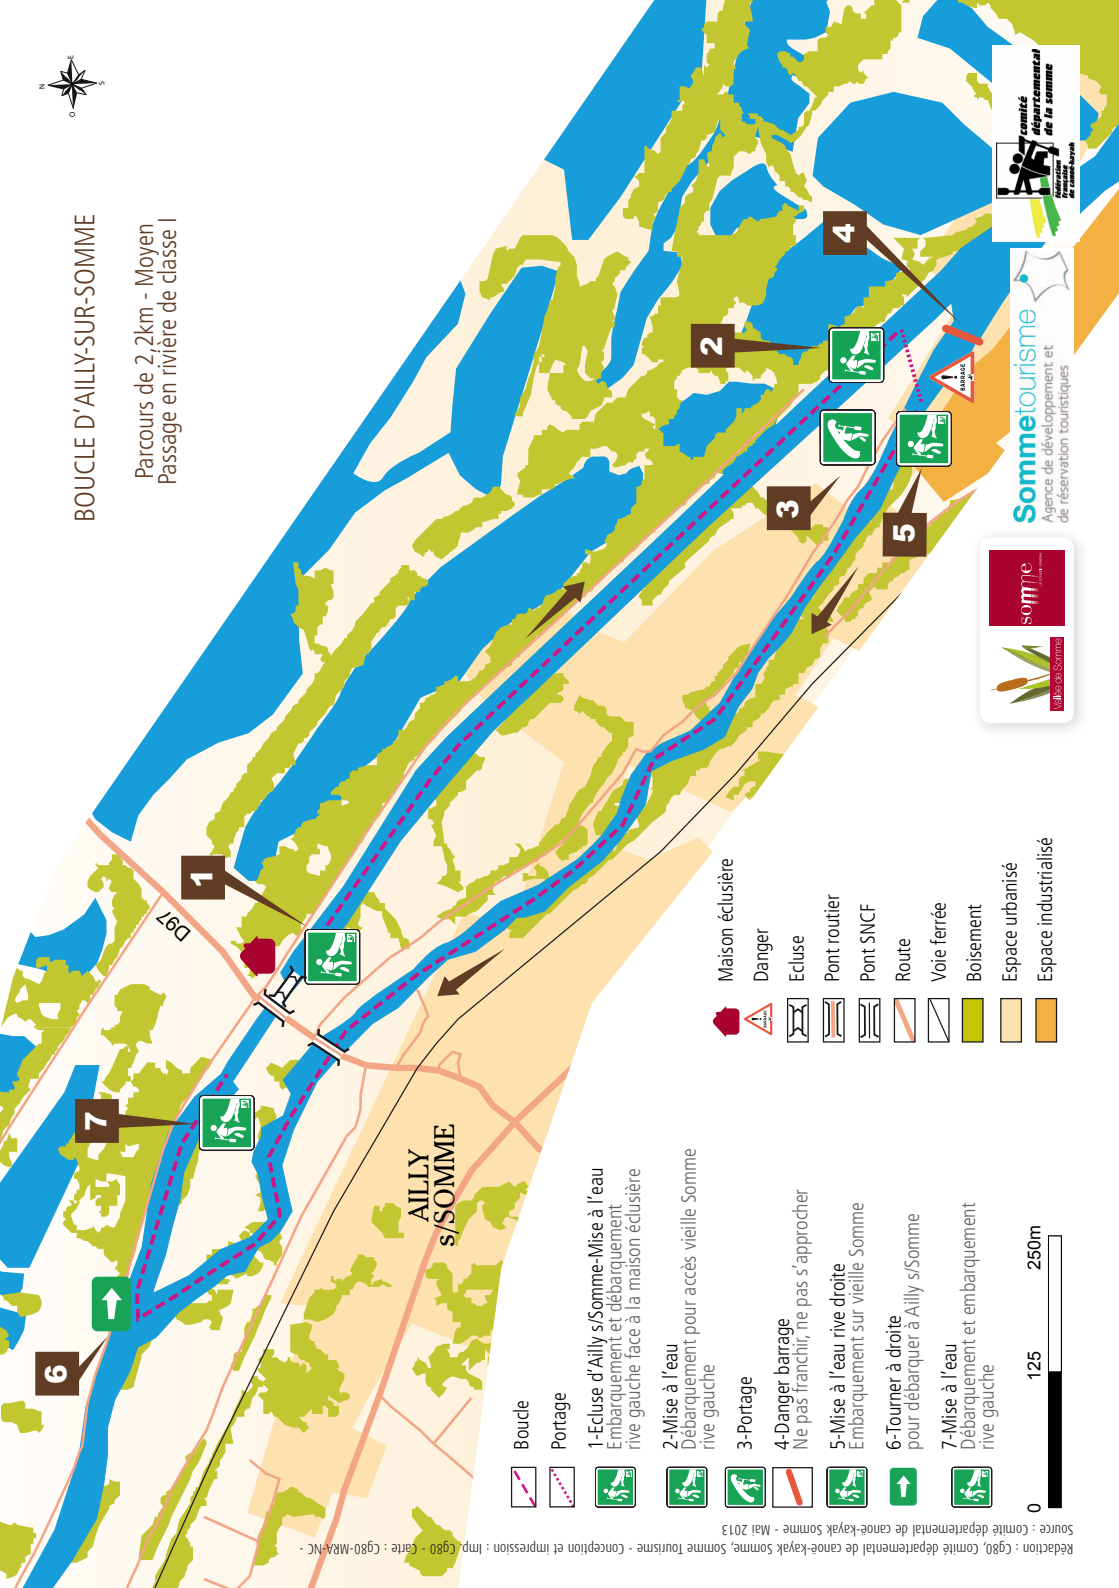 BOUCLE D'AILLY-SUR-SOMME
Parcours de 2,2km - Moyen
Passage en rivière de classe I
N
E
S
O
D97
1
2
3
4
5
6
7
BARRAGE
AILLY
s/SOMME
comité
départemental
de la somme
fédération
française
de canoë-kayak
Sommetourisme
Agence de développement et
de réservation touristiques
somme
Vallée de Somme
Maison éclusière
Danger
Ecluse
Pont routier
Pont SNCF
Route
Voie ferrée
Boisement
Espace urbanisé
Espace industrialisé
Boucle
Portage
1-Ecluse d'Ailly s/Somme-Mise à l'eau
Embarquement et débarquement
rive gauche face à la maison éclusière
2-Mise à l'eau
Débarquement pour accès vieille Somme
rive gauche
3-Portage
4-Danger barrage
Ne pas franchir, ne pas s'approcher
5-Mise à l'eau rive droite
Embarquement sur vieille Somme
6-Tourner à droite
pour débarquer à Ailly s/Somme
7-Mise à l'eau
Débarquement et embarquement
rive gauche
0
125
250m
Rédaction : Cg80, Comité départemental de canoë-kayak Somme, Somme Tourisme - Conception et impression : Imp. Cg80 - Carte : Cg80-MRA-NC -
Source : Comité départemental de canoë-kayak Somme - Mai 2013